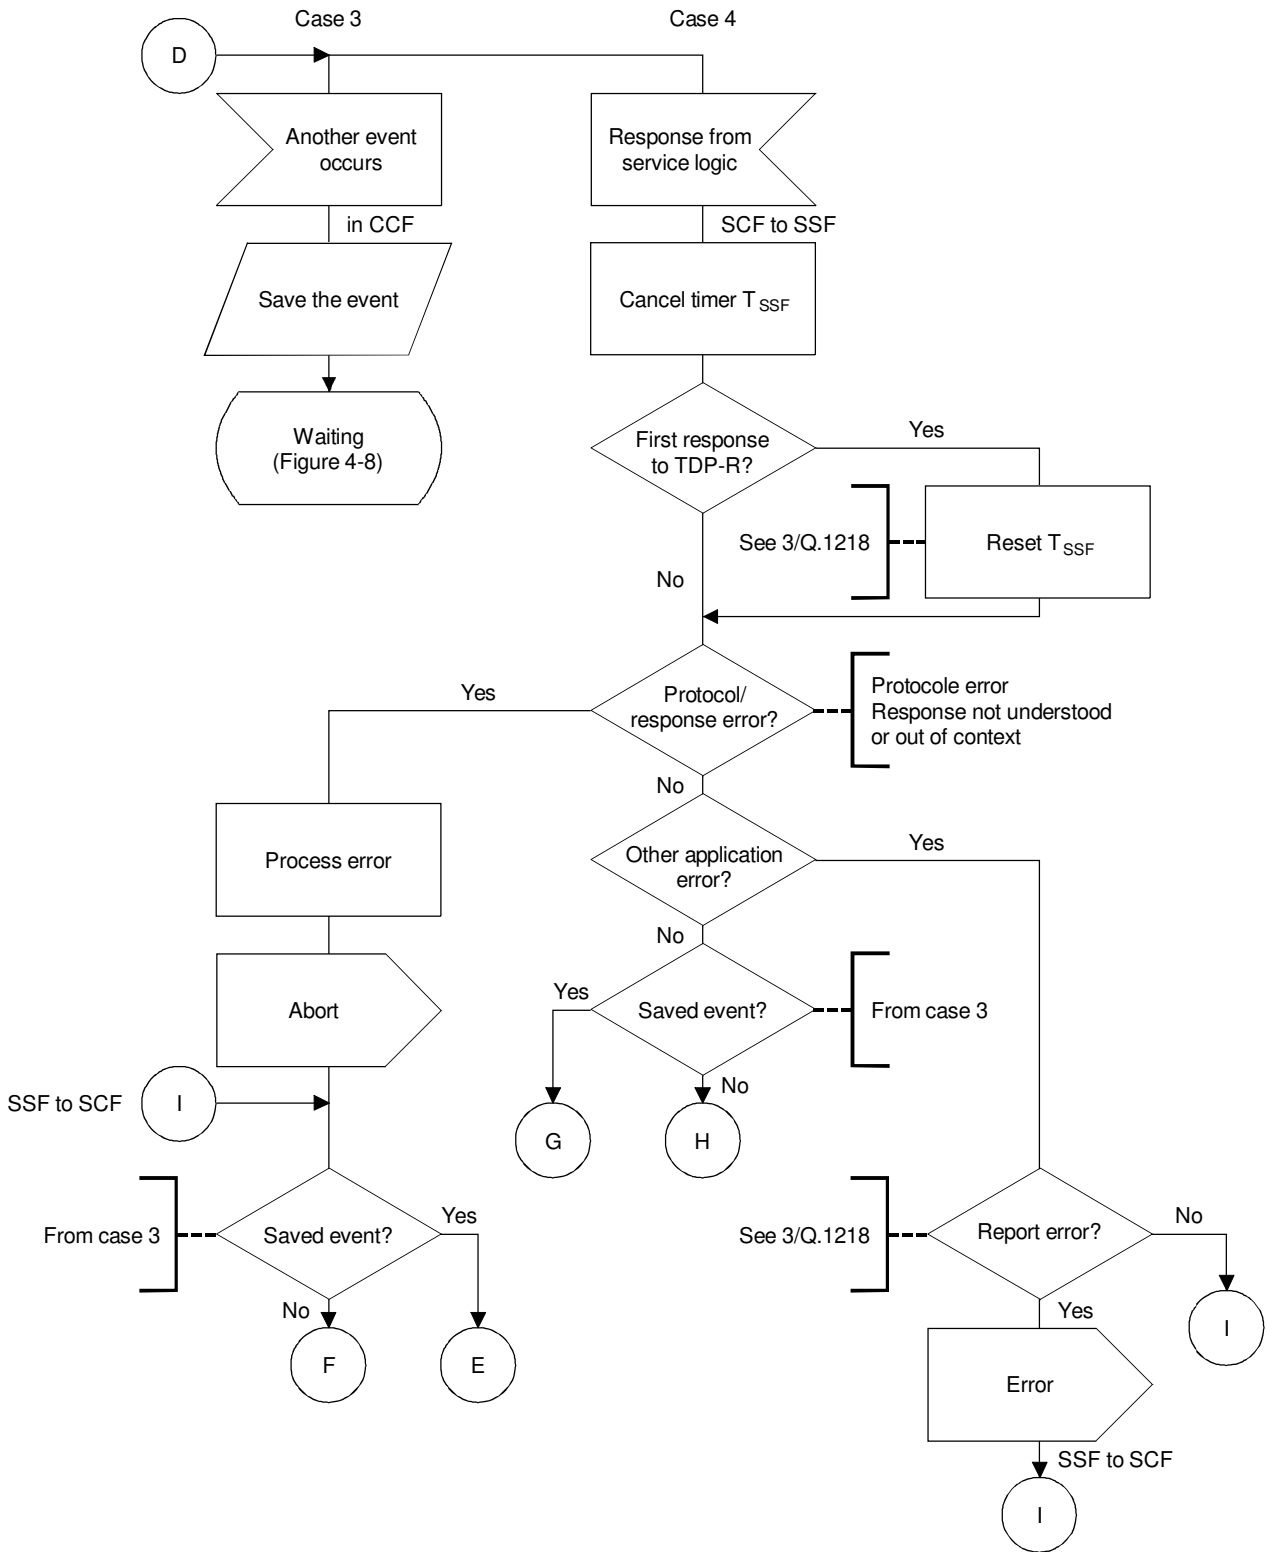 Case 3
Case 4
D
Another event
occurs
Response from
service logic
in CCF
SCF to SSF
Save the event
Cancel timer T SSF
Waiting
(Figure 4-8)
First response
to TDP-R?
Yes
See 3/Q.1218
Reset T SSF
No
Yes
Protocol/
response error?
Protocole error
Response not understood
or out of context
No
Process error
Other application
error?
Yes
No
Abort
Yes
Saved event?
From case 3
No
SSF to SCF
I
G
H
From case 3
Saved event?
Yes
No
F
E
See 3/Q.1218
Report error?
No
Yes
I
Error
SSF to SCF
I